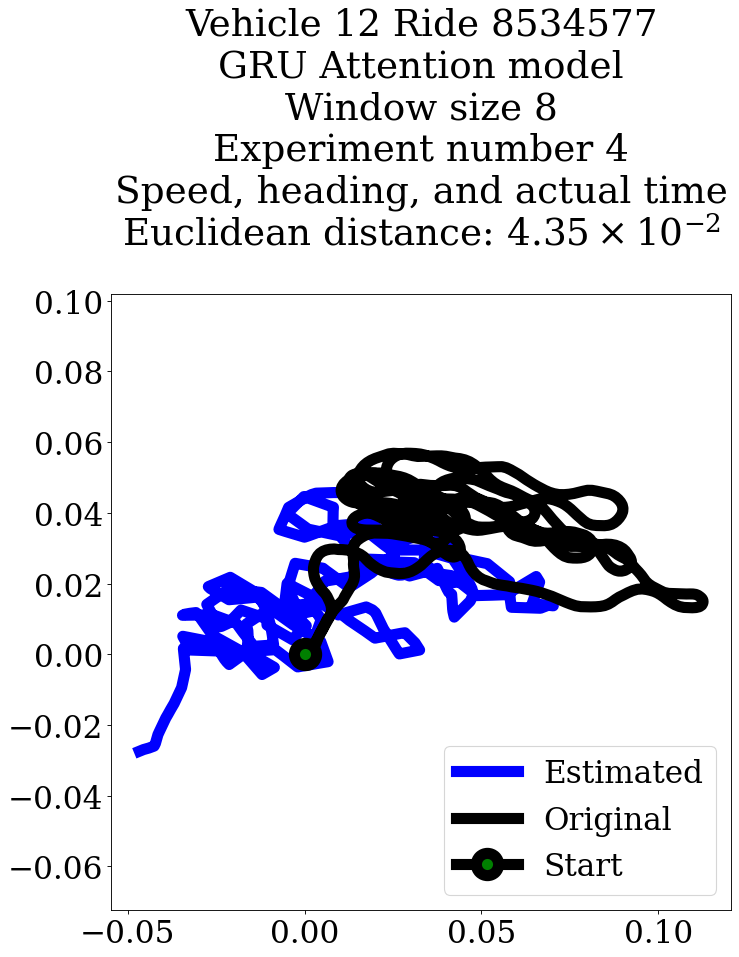 Vehicle 12 Ride 8534577
GRU Attention model
Window size 8
Experiment number 4
Speed, heading, and actual time
Euclidean distance: 4.35 × 10⁻²
0.10
0.08
0.06
0.04
0.02
0.00
−0.02
−0.04
−0.06
Estimated
Original
Start
−0.05
0.00
0.05
0.10